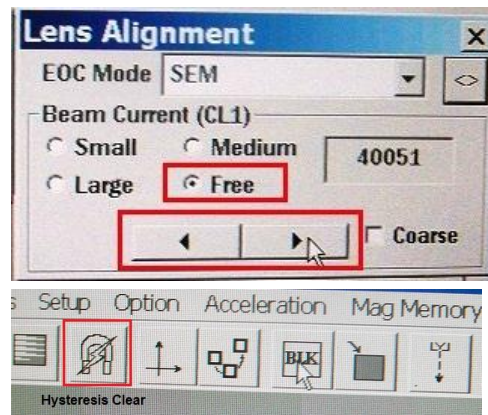 Lens Alignment
EOC Mode SEM
<>
Beam Current (CL1)
Small Medium 40051
Large Free
Coarse
Setup Option Acceleration Mag Memory
BLK
Hysteresis Clear